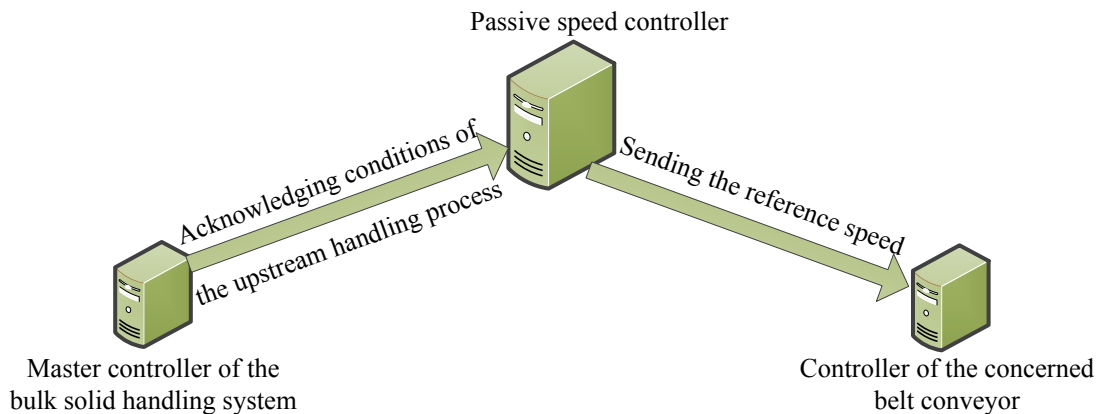 Passive speed controller
Acknowledging conditions of
the upstream handling process
Sending the reference speed
Master controller of the
bulk solid handling system
Controller of the concerned
belt conveyor